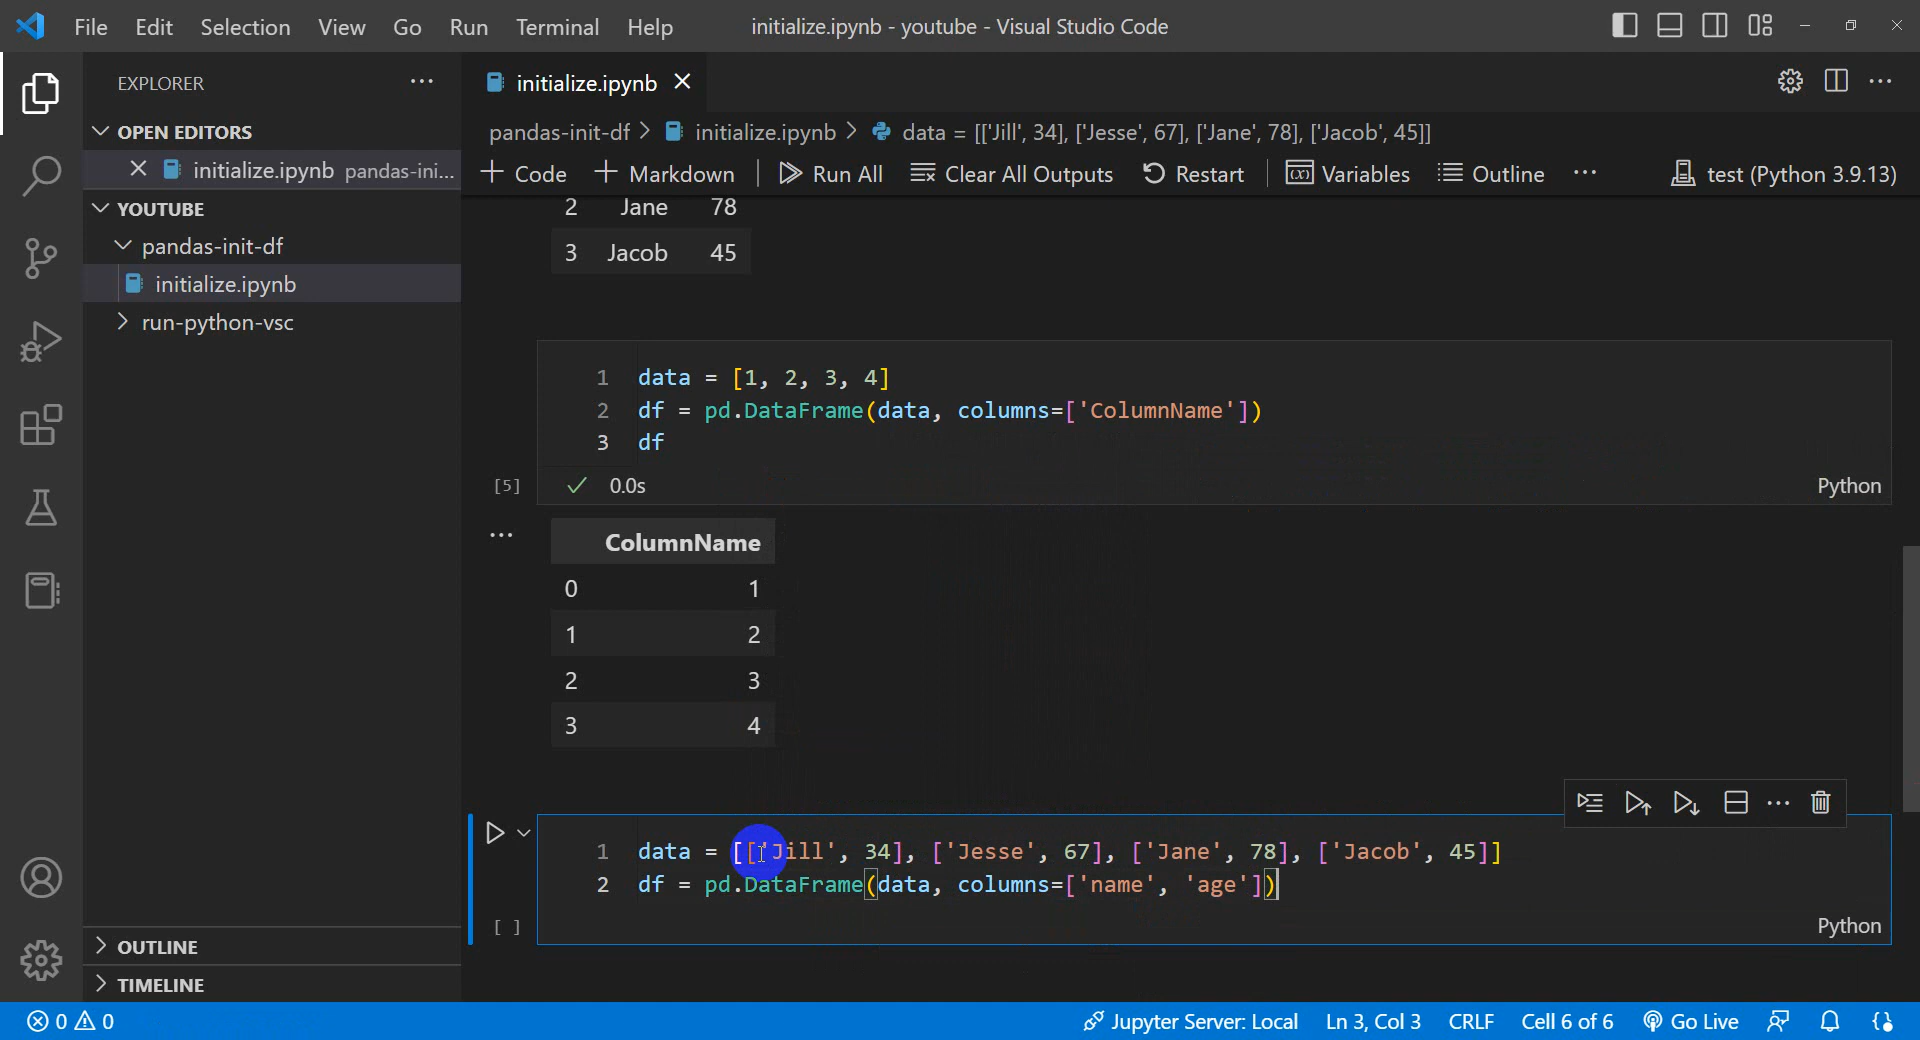 File Edit Selection View Go Run Terminal Help initialize.ipynb - youtube - Visual Studio Code
EXPLORER
OPEN EDITORS
initialize.ipynb pandas-ini...
YOUTUBE
pandas-init-df
initialize.ipynb
run-python-vsc
OUTLINE
TIMELINE
initialize.ipynb
pandas-init-df > initialize.ipynb > data = [['Jill', 34], ['Jesse', 67], ['Jane', 78], ['Jacob', 45]]
+ Code + Markdown | Run All Clear All Outputs Restart | Variables Outline ... test (Python 3.9.13)
2 Jane 78
3 Jacob 45
1 data = [1, 2, 3, 4]
2 df = pd.DataFrame(data, columns=['ColumnName'])
3 df
[5] 0.0s Python
ColumnName
0 1
1 2
2 3
3 4
1 data = [['Jill', 34], ['Jesse', 67], ['Jane', 78], ['Jacob', 45]]
2 df = pd.DataFrame(data, columns=['name', 'age'])
[ ] Python
0 0 Jupyter Server: Local Ln 3, Col 3 CRLF Cell 6 of 6 Go Live